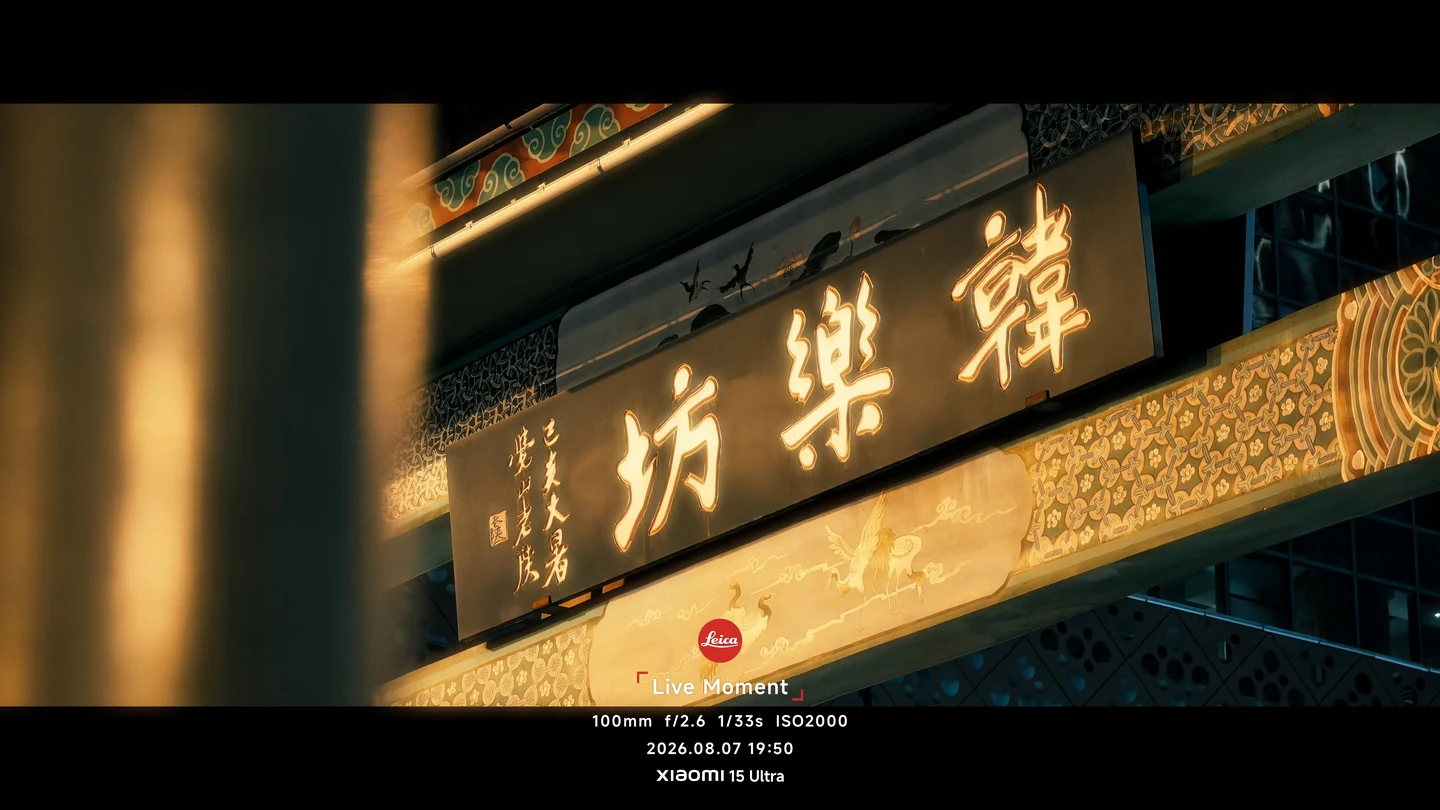 韓樂坊
己亥大暑
Leica
Live Moment
100mm f/2.6 1/33s ISO2000
2026.08.07 19:50
xiaomi 15 Ultra